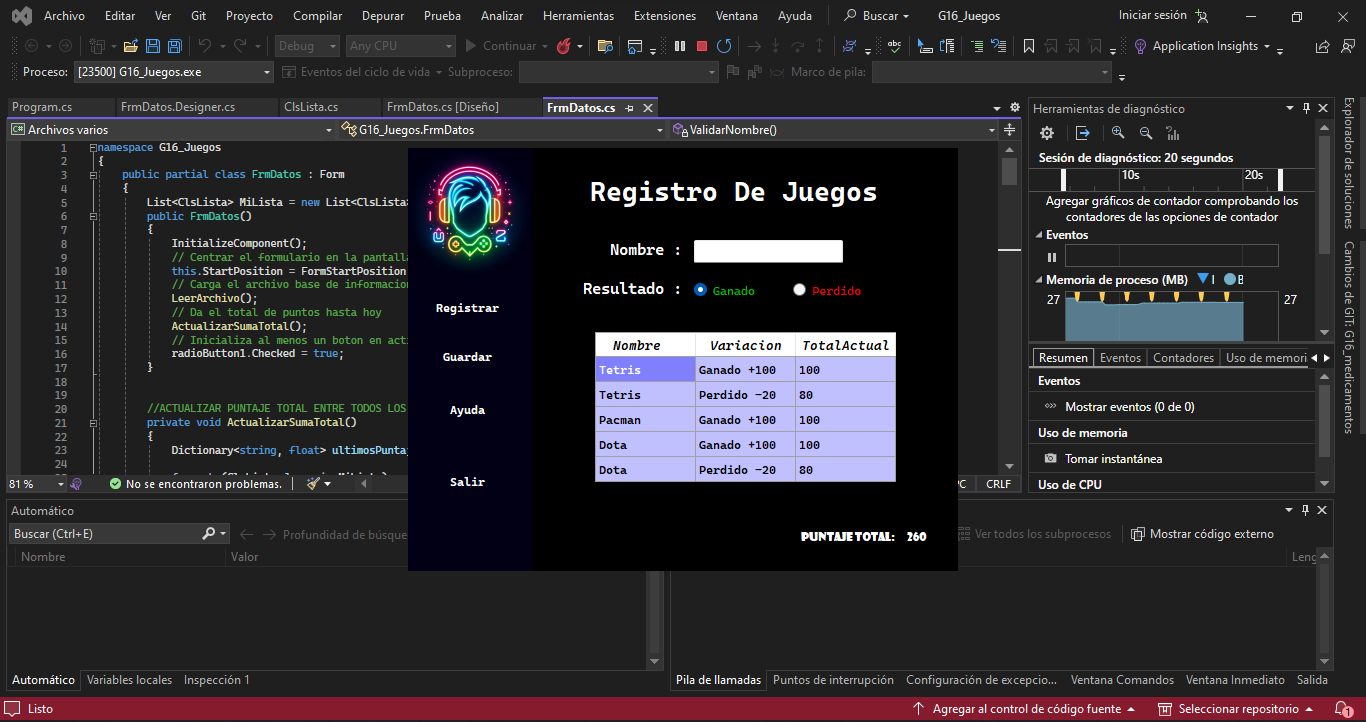 Archivo Editar Ver Git Proyecto Compilar Depurar Prueba Analizar Herramientas Extensiones Ventana Ayuda Buscar G16_Juegos Iniciar sesión
Debug Any CPU Continuar Application Insights
Proceso: [23500] G16_Juegos.exe Eventos del ciclo de vida Subproceso: Marco de pila:
Program.cs FrmDatos.Designer.cs ClsLista.cs FrmDatos.cs [Diseño] FrmDatos.cs
Archivos varios G16_Juegos.FrmDatos ValidarNombre()
1 namespace G16_Juegos
2 {
3 public partial class FrmDatos : Form
4 {
5 List<ClsLista> MiLista = new List<ClsLista>
6 public FrmDatos()
7 {
8 InitializeComponent();
9 // Centrar el formulario en la pantalla
10 this.StartPosition = FormStartPosition
11 // Carga el archivo base de informacion
12 LeerArchivo();
13 // Da el total de puntos hasta hoy
14 ActualizarSumaTotal();
15 // Inicializa al menos un boton en acti
16 radioButton1.Checked = true;
17 }
18
19
20 //ACTUALIZAR PUNTAJE TOTAL ENTRE TODOS LOS
21 private void ActualizarSumaTotal()
22 {
23 Dictionary<string, float> ultimosPunta
24
81 % No se encontraron problemas.
PC CRLF
Registro De Juegos
Nombre :
Resultado : Ganado Perdido
Registrar
Guardar
Ayuda
Salir
Nombre Variacion TotalActual
Tetris Ganado +100 100
Tetris Perdido -20 80
Pacman Ganado +100 100
Dota Ganado +100 100
Dota Perdido -20 80
PUNTAJE TOTAL: 260
Herramientas de diagnóstico
Sesión de diagnóstico: 20 segundos
10s 20s
Agregar gráficos de contador comprobando los
contadores de las opciones de contador
Eventos
Memoria de proceso (MB) I B
27 27
Resumen Eventos Contadores Uso de memori
Eventos
Mostrar eventos (0 de 0)
Uso de memoria
Tomar instantánea
Uso de CPU
Explorador de soluciones
Cambios de GIT: G16_medicamentos
Automático
Buscar (Ctrl+E) Profundidad de búsque
Nombre Valor
Ver todos los subprocesos Mostrar código externo
Leng
Automático Variables locales Inspección 1
Pila de llamadas Puntos de interrupción Configuración de excepcio... Ventana Comandos Ventana Inmediato Salida
Listo Agregar al control de código fuente Seleccionar repositorio 1